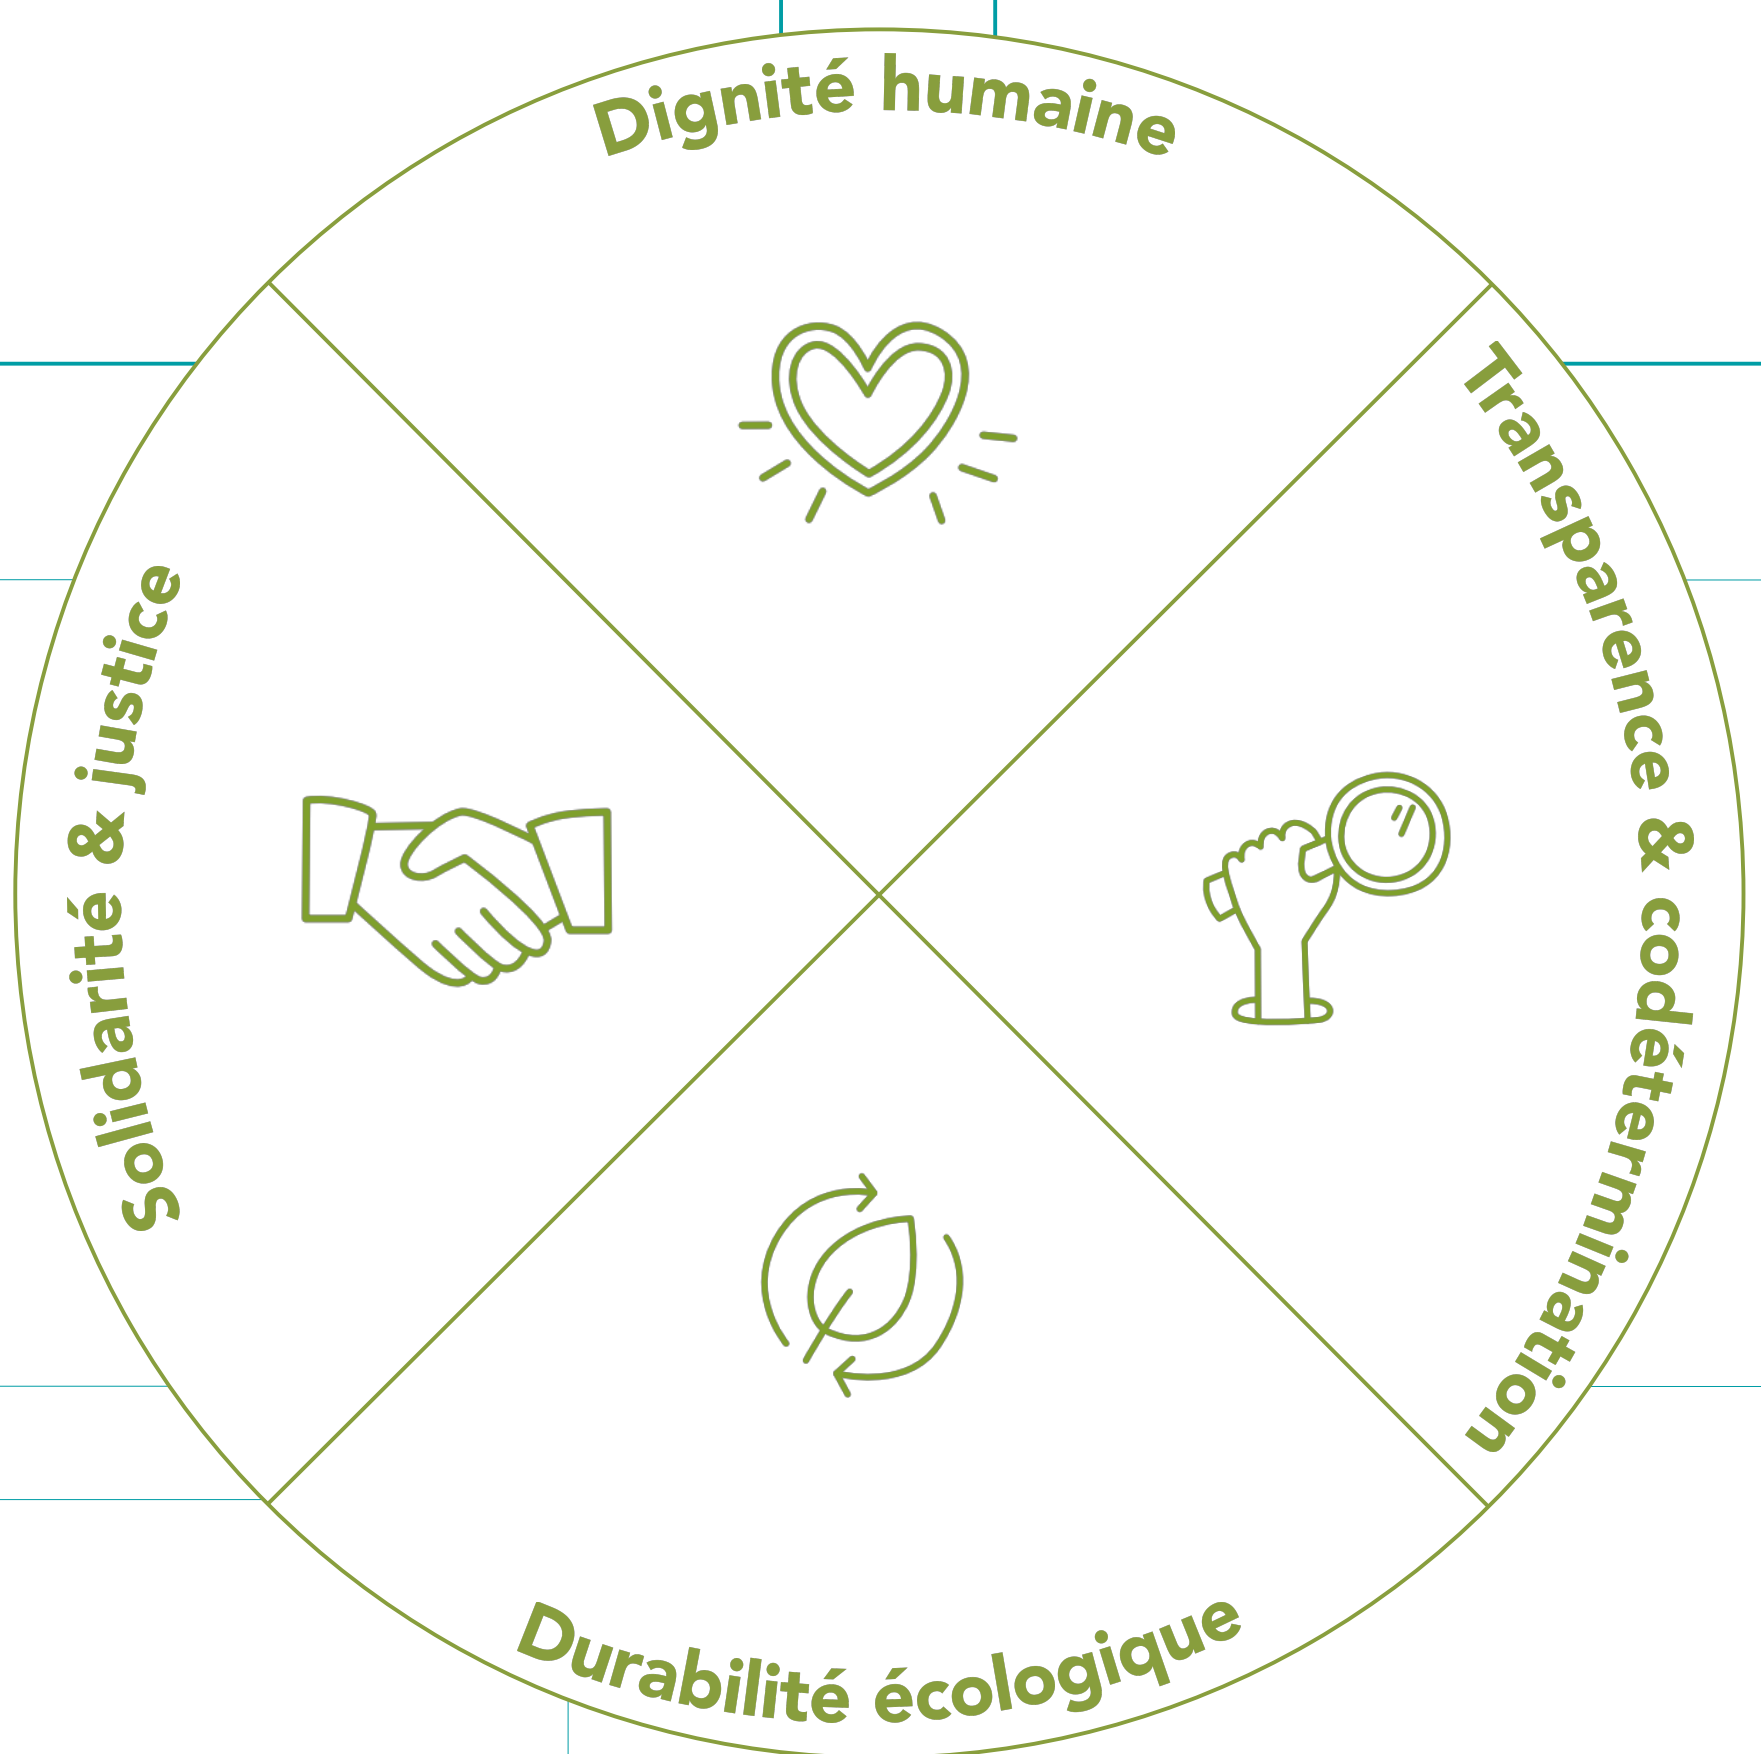 Dignité humaine
Transparence & codétermination
Durabilité écologique
Solidarité & justice